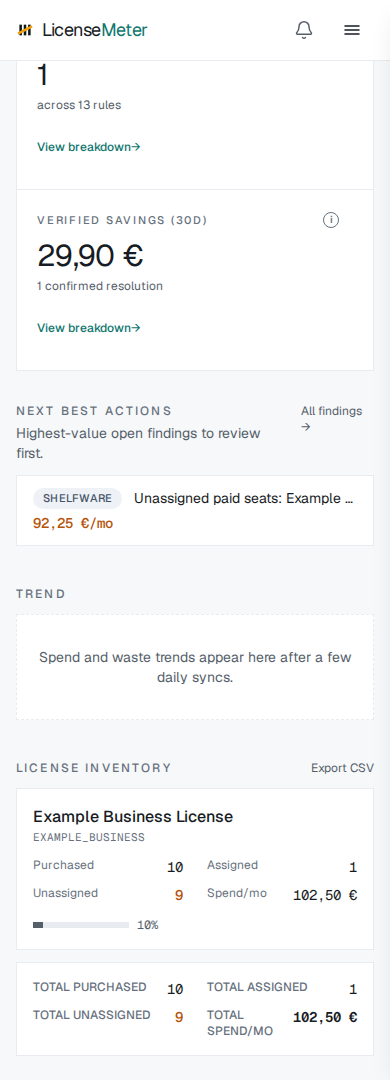 LicenseMeter
1
across 13 rules
View breakdown→
VERIFIED SAVINGS (30D)
29,90 €
1 confirmed resolution
View breakdown→
NEXT BEST ACTIONS
All findings
→
Highest-value open findings to review
first.
SHELFWARE Unassigned paid seats: Example ...
92,25 €/mo
TREND
Spend and waste trends appear here after a few
daily syncs.
LICENSE INVENTORY Export CSV
Example Business License
EXAMPLE_BUSINESS
Purchased 10 Assigned 1
Unassigned 9 Spend/mo 102,50 €
10%
TOTAL PURCHASED 10 TOTAL ASSIGNED 1
TOTAL UNASSIGNED 9 TOTAL
SPEND/MO 102,50 €